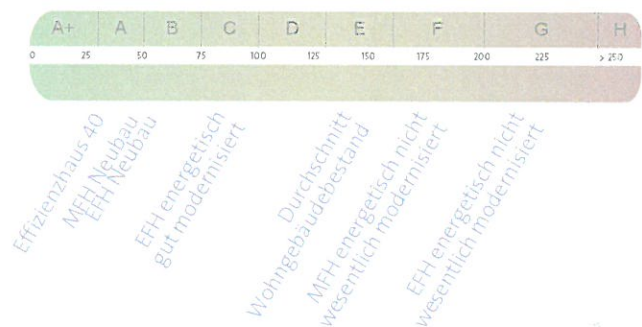 A+ A B C D E F G H
0 25 50 75 100 125 150 175 200 225 > 250
Effizienzhaus 40
MFH Neubau
EFH Neubau
EFH energetisch
gut modernisiert
Durchschnitt
Wohngebäudebestand
MFH energetisch nicht
wesentlich modernisiert
EFH energetisch nicht
wesentlich modernisiert